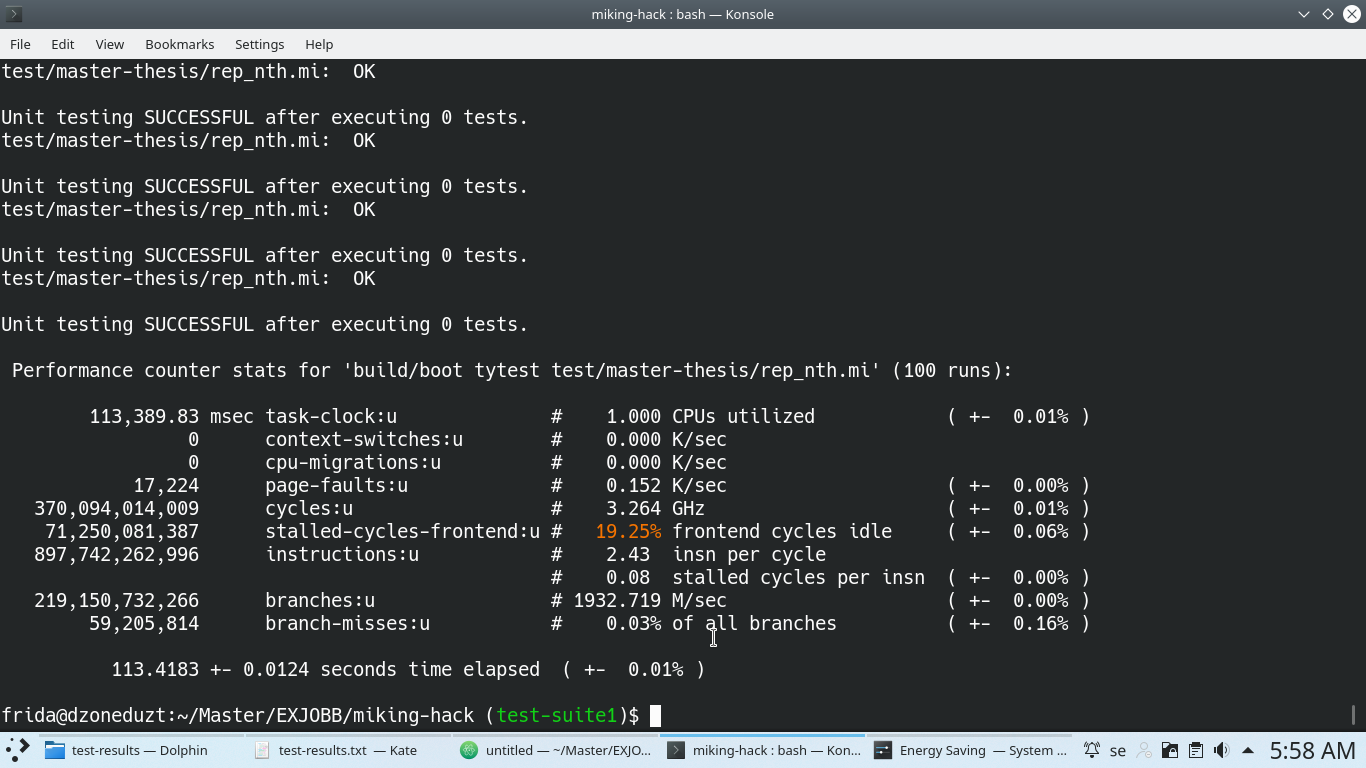 miking-hack : bash — Konsole
File Edit View Bookmarks Settings Help
test/master-thesis/rep_nth.mi:  OK
Unit testing SUCCESSFUL after executing 0 tests.
test/master-thesis/rep_nth.mi:  OK
Unit testing SUCCESSFUL after executing 0 tests.
test/master-thesis/rep_nth.mi:  OK
Unit testing SUCCESSFUL after executing 0 tests.
test/master-thesis/rep_nth.mi:  OK
Unit testing SUCCESSFUL after executing 0 tests.
Performance counter stats for 'build/boot tytest test/master-thesis/rep_nth.mi' (100 runs):
113,389.83 msec task-clock:u # 1.000 CPUs utilized ( +- 0.01% )
0 context-switches:u # 0.000 K/sec
0 cpu-migrations:u # 0.000 K/sec
17,224 page-faults:u # 0.152 K/sec ( +- 0.00% )
370,094,014,009 cycles:u # 3.264 GHz ( +- 0.01% )
71,250,081,387 stalled-cycles-frontend:u # 19.25% frontend cycles idle ( +- 0.06% )
897,742,262,996 instructions:u # 2.43 insn per cycle
# 0.08 stalled cycles per insn ( +- 0.00% )
219,150,732,266 branches:u # 1932.719 M/sec ( +- 0.00% )
59,205,814 branch-misses:u # 0.03% of all branches ( +- 0.16% )
113.4183 +- 0.0124 seconds time elapsed ( +- 0.01% )
frida@dzoneduzt:~/Master/EXJOBB/miking-hack (test-suite1)$
test-results — Dolphin test-results.txt — Kate untitled — ~/Master/EXJO... miking-hack : bash — Kon... Energy Saving — System ... se 5:58 AM